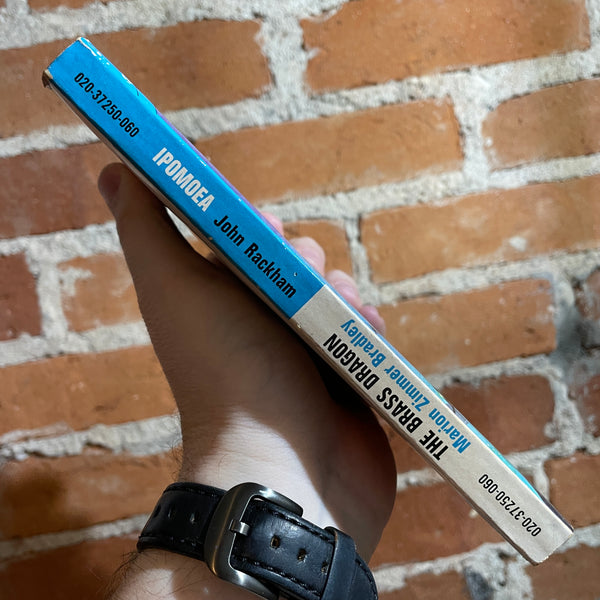 020-37250-060
IPOMOEA
John Rackham
THE BRASS DRAGON
Marion Zimmer Bradley
020-37250-060